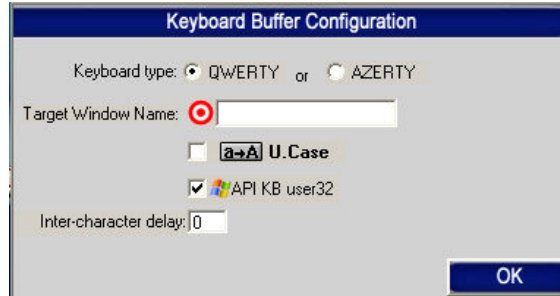 Keyboard Buffer Configuration
Keyboard type: QWERTY or AZERTY
Target Window Name:
a→A U.Case
API KB user32
Inter-character delay: 0
OK